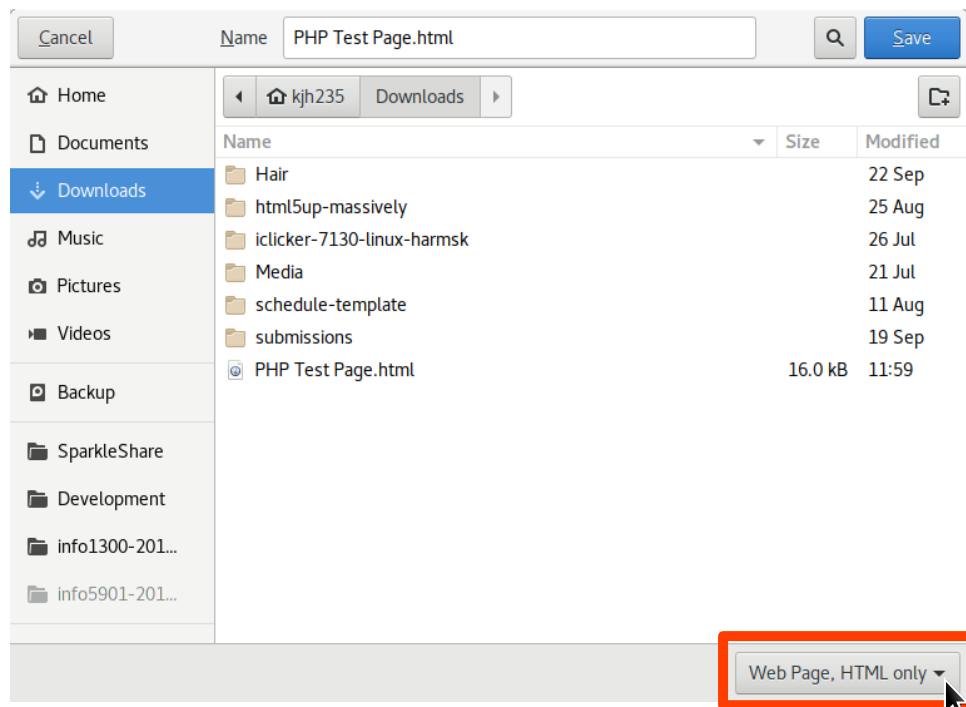 Cancel
Name
PHP Test Page.html
Save
Home
Documents
Downloads
Music
Pictures
Videos
Backup
SparkleShare
Development
info1300-201...
info5901-201...
kjh235 Downloads
Name Size Modified
Hair 22 Sep
html5up-massively 25 Aug
iclicker-7130-linux-harmsk 26 Jul
Media 21 Jul
schedule-template 11 Aug
submissions 19 Sep
PHP Test Page.html 16.0 kB 11:59
Web Page, HTML only